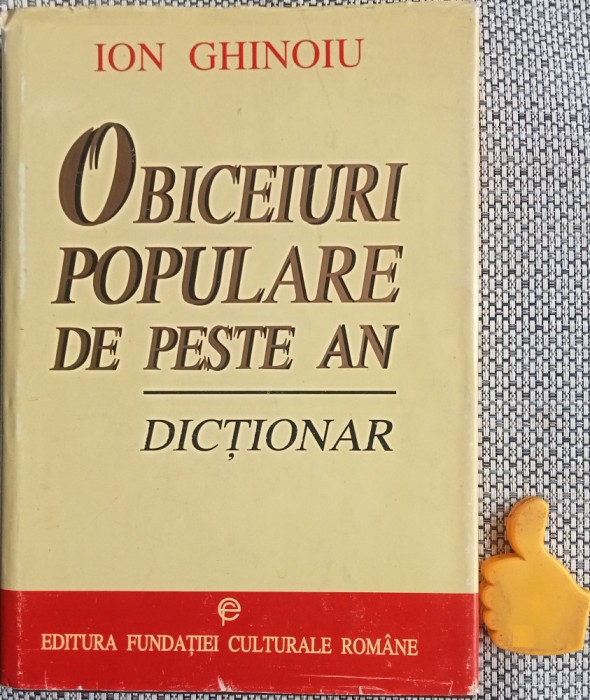 ION GHINOIU
OBICEIURI
POPULARE
DE PESTE AN
DICȚIONAR
EDITURA FUNDAȚIEI CULTURALE ROMÂNE